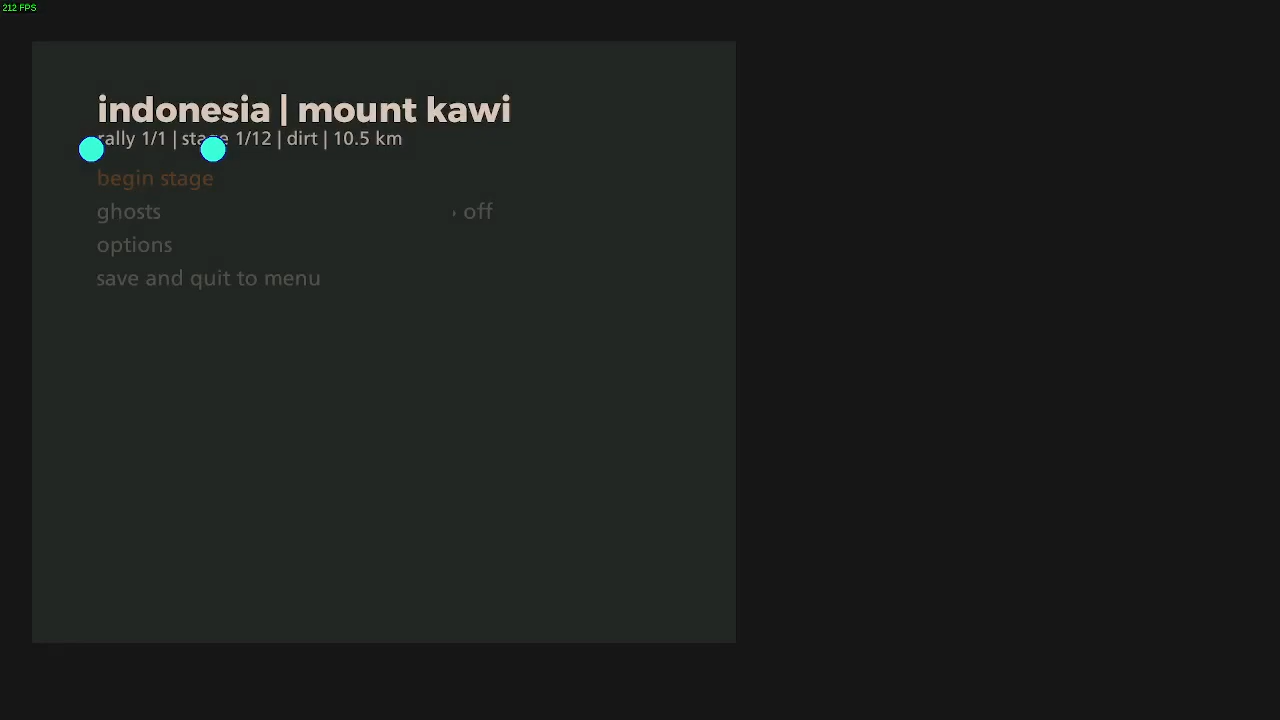 212 FPS
indonesia | mount kawi
rally 1/1 | stage 1/12 | dirt | 10.5 km
begin stage
ghosts › off
options
save and quit to menu